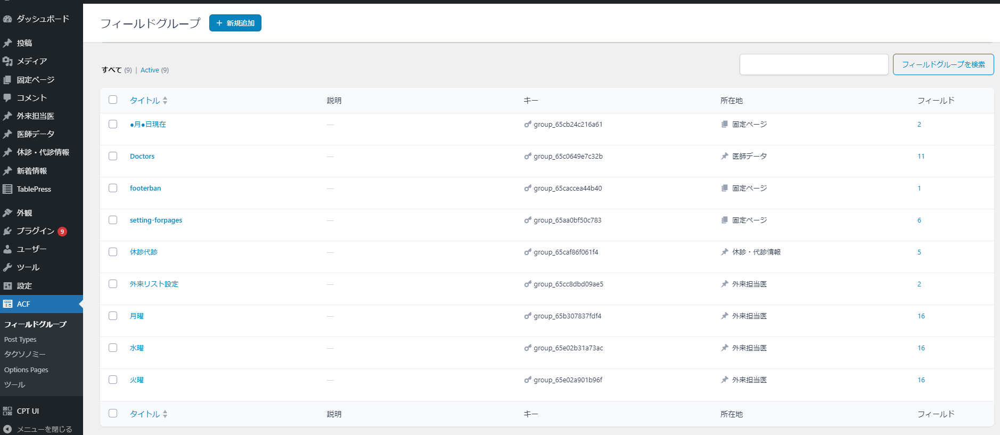 ダッシュボード
投稿
メディア
固定ページ
コメント
外来担当医
医師データ
休診・代診情報
新着情報
TablePress
外観
プラグイン 9
ユーザー
ツール
設定
ACF
フィールドグループ
Post Types
タクソノミー
Options Pages
ツール
CPT UI
メニューを閉じる
フィールドグループ + 新規追加
すべて (9) | Active (9)
フィールドグループを検索
タイトル 説明 キー 所在地 フィールド
●月●日現在 — group_65cb24c216a61 固定ページ 2
Doctors — group_65c0649e7c32b 医師データ 11
footerban — group_65caccea44b40 固定ページ 1
setting-forpages — group_65aa0bf50c783 固定ページ 6
休診代診 — group_65caf86f061f4 休診・代診情報 5
外来リスト設定 — group_65cc8dbd09ae5 外来担当医 2
月曜 — group_65b307837fdf4 外来担当医 16
水曜 — group_65e02b31a73ac 外来担当医 16
火曜 — group_65e02a901b96f 外来担当医 16
タイトル 説明 キー 所在地 フィールド